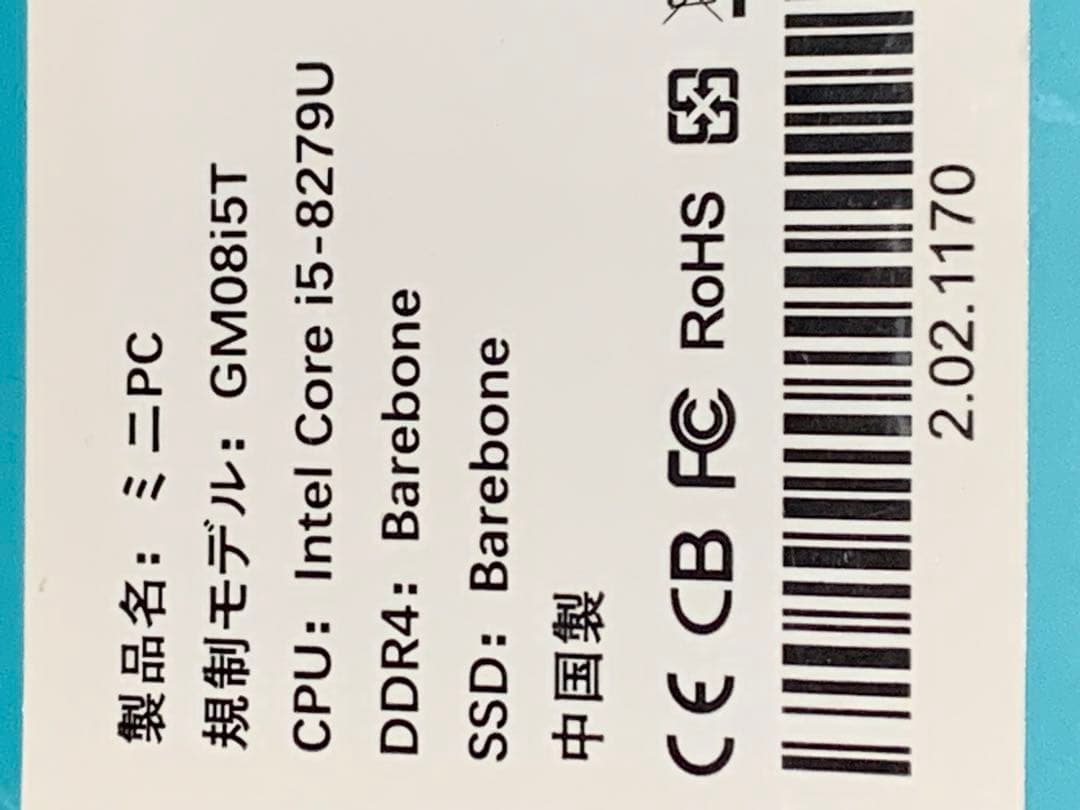 製品名：ミニPC
規制モデル：GM08i5T
CPU：Intel Core i5-8279U
DDR4：Barebone
SSD：Barebone
中国製
CE CB FC RoHS
2.02.1170